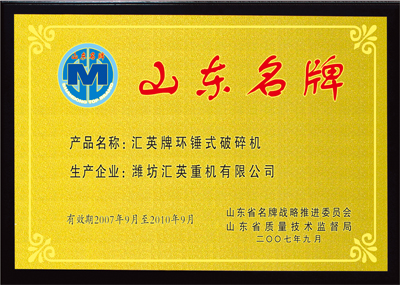 山东名牌
产品名称：汇英牌环锤式破碎机
生产企业：潍坊汇英重机有限公司
有效期2007年9月至2010年9月
山东省名牌战略推进委员会
山东省质量技术监督局
二〇〇七年九月